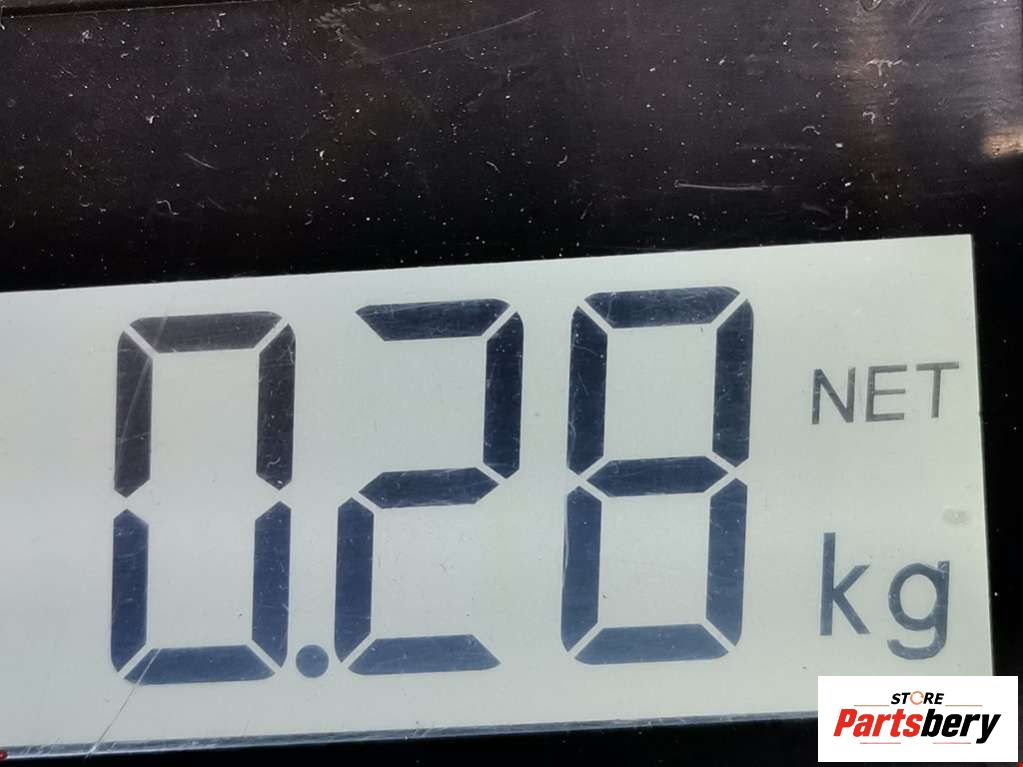 0.28 NET
kg
STORE
Partsbery